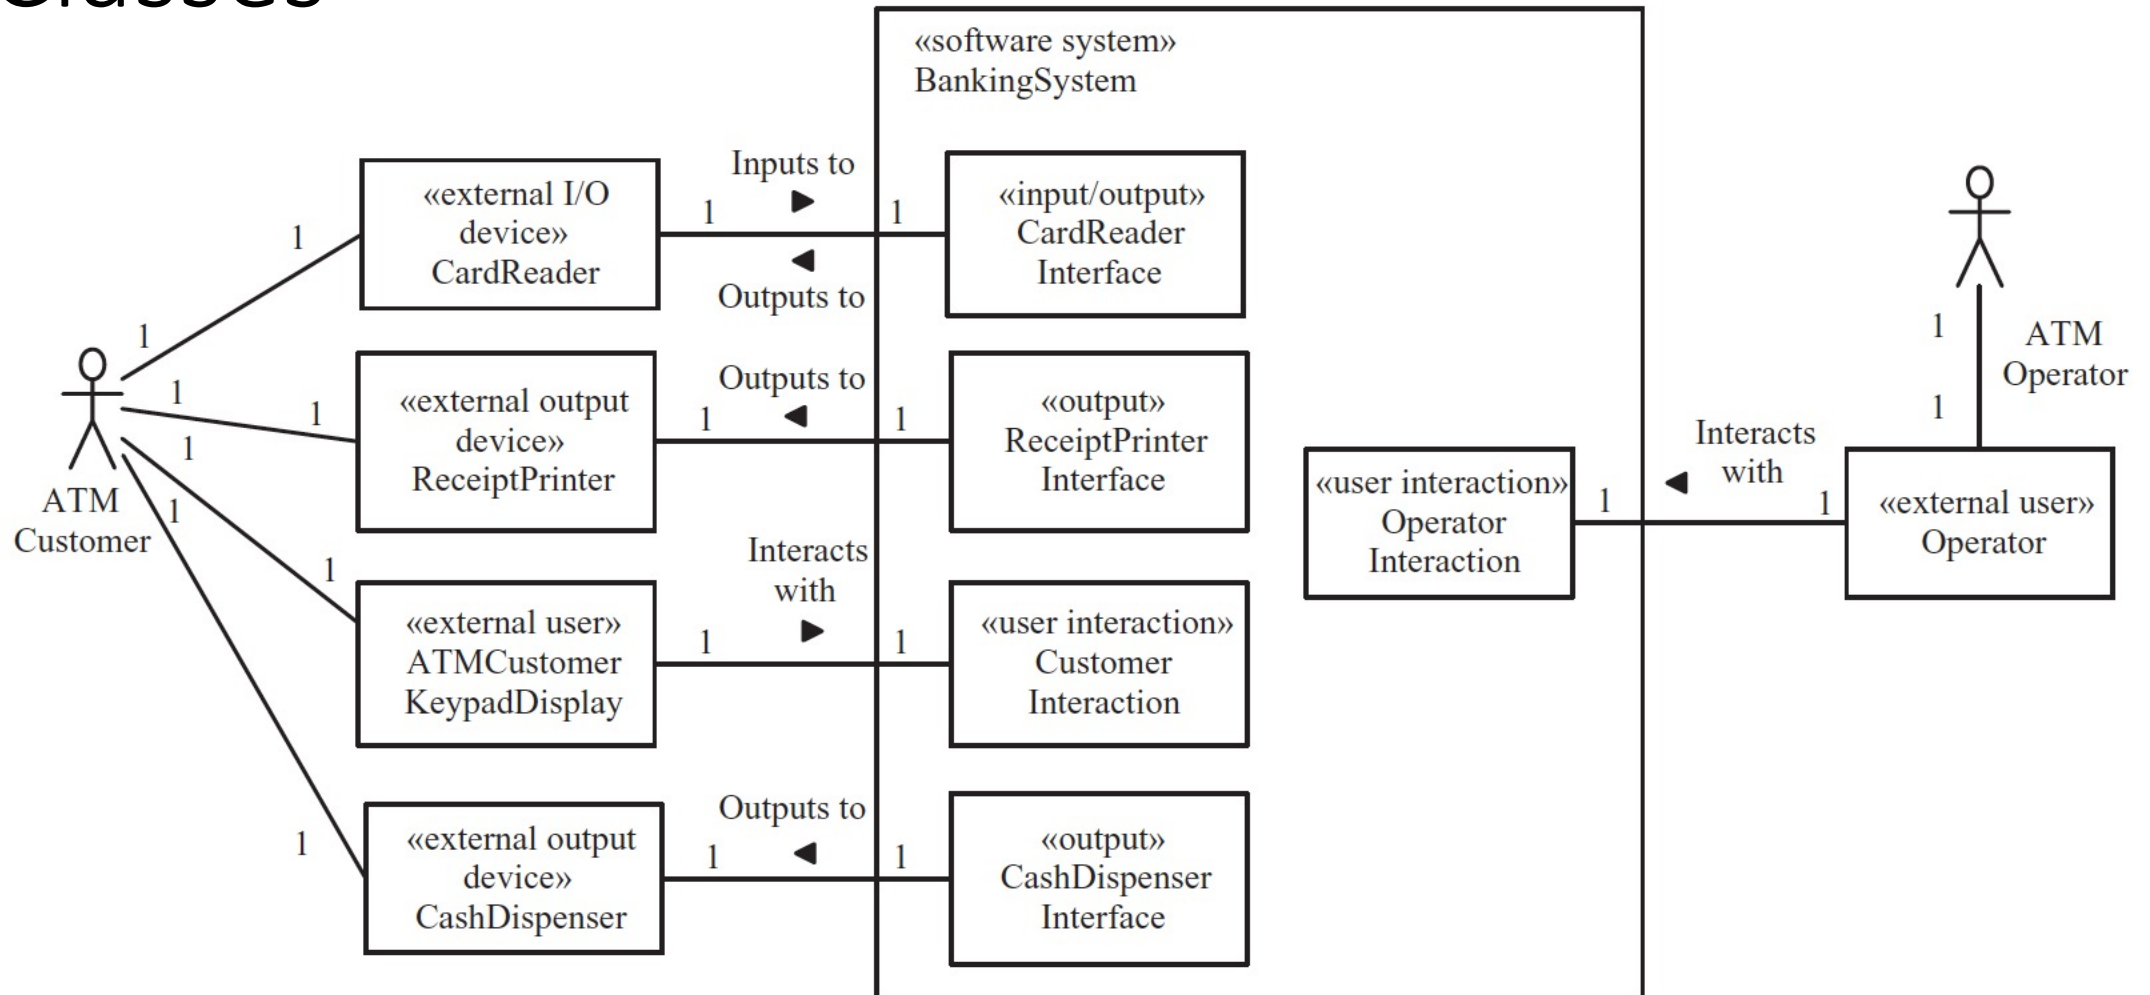 Classes
«software system»
BankingSystem
ATM
Customer
1
1
1
1
1
1
1
1
«external I/O
device»
CardReader
1
Inputs to
Outputs to
1
«input/output»
CardReader
Interface
«external output
device»
ReceiptPrinter
1
Outputs to
1
«output»
ReceiptPrinter
Interface
«external user»
ATMCustomer
KeypadDisplay
1
Interacts
with
1
«user interaction»
Customer
Interaction
«external output
device»
CashDispenser
1
Outputs to
1
«output»
CashDispenser
Interface
«user interaction»
Operator
Interaction
1
Interacts
with
1
«external user»
Operator
1
1
ATM
Operator